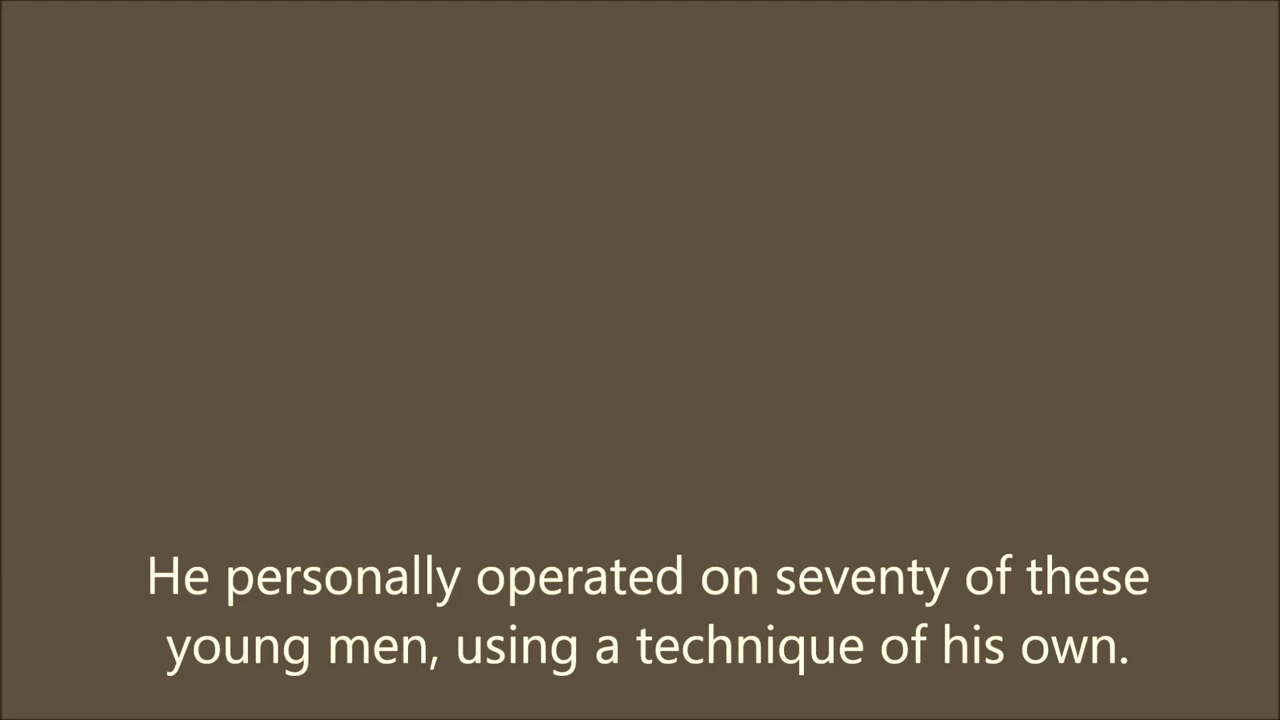 He personally operated on seventy of these
young men, using a technique of his own.